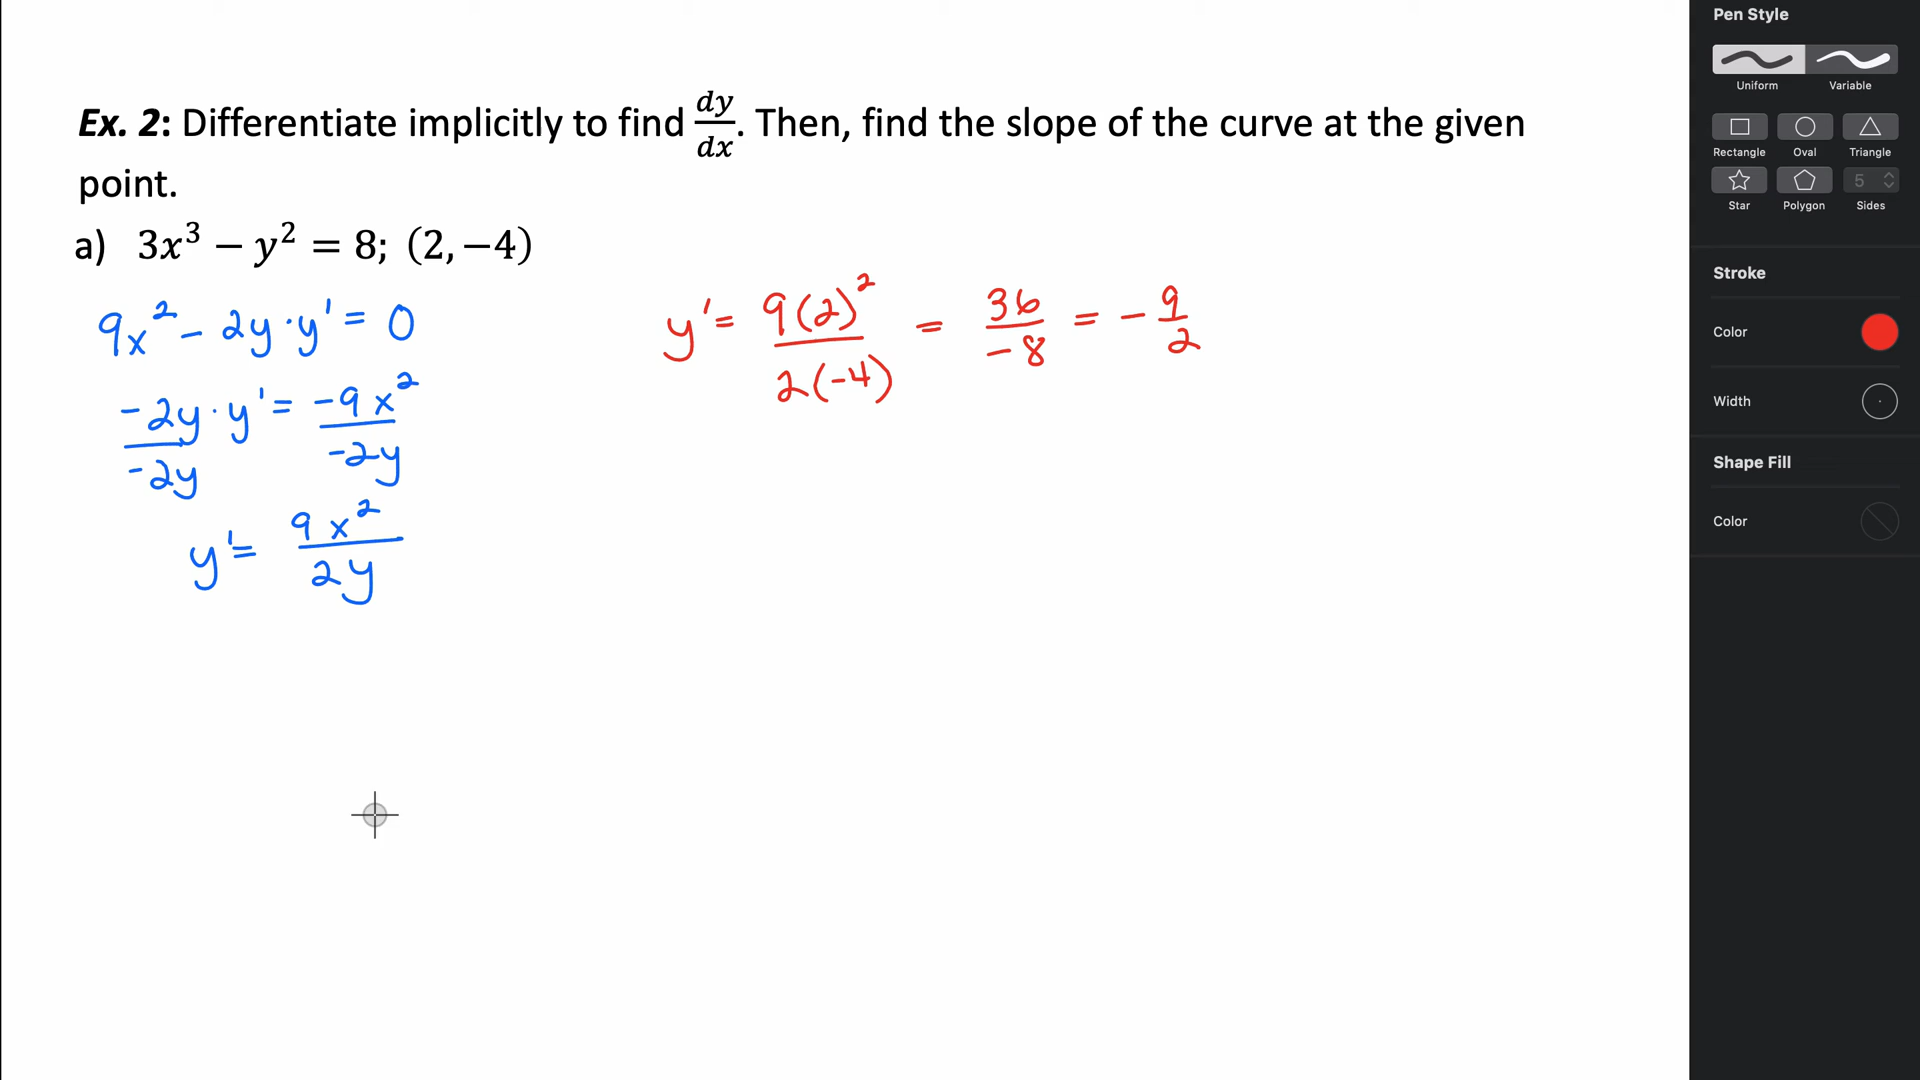 Ex. 2: Differentiate implicitly to find dy/dx. Then, find the slope of the curve at the given
point.
a) 3x³ − y² = 8; (2, −4)
9x² − 2y · y' = 0
−2y · y' / −2y = −9x² / −2y
y' = 9x² / 2y
y' = 9(2)² / 2(−4) = 36 / −8 = − 9/2
Pen Style
Uniform Variable
Rectangle Oval Triangle
5
Star Polygon Sides
Stroke
Color
Width
Shape Fill
Color